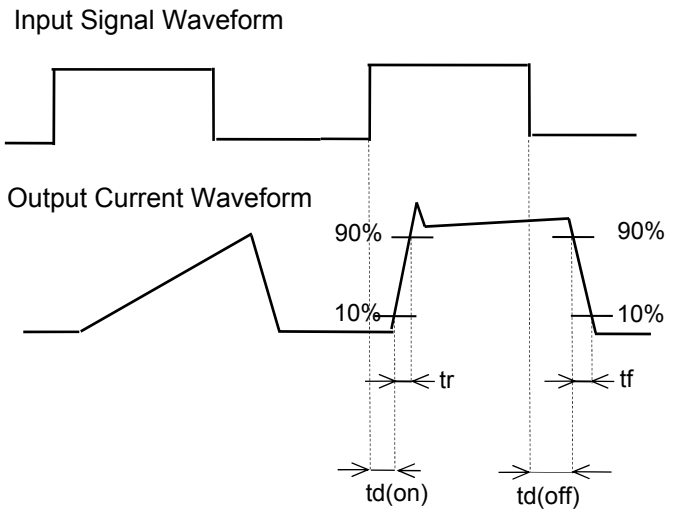 Input Signal Waveform
Output Current Waveform
90%
90%
10%
10%
tr
tf
td(on)
td(off)